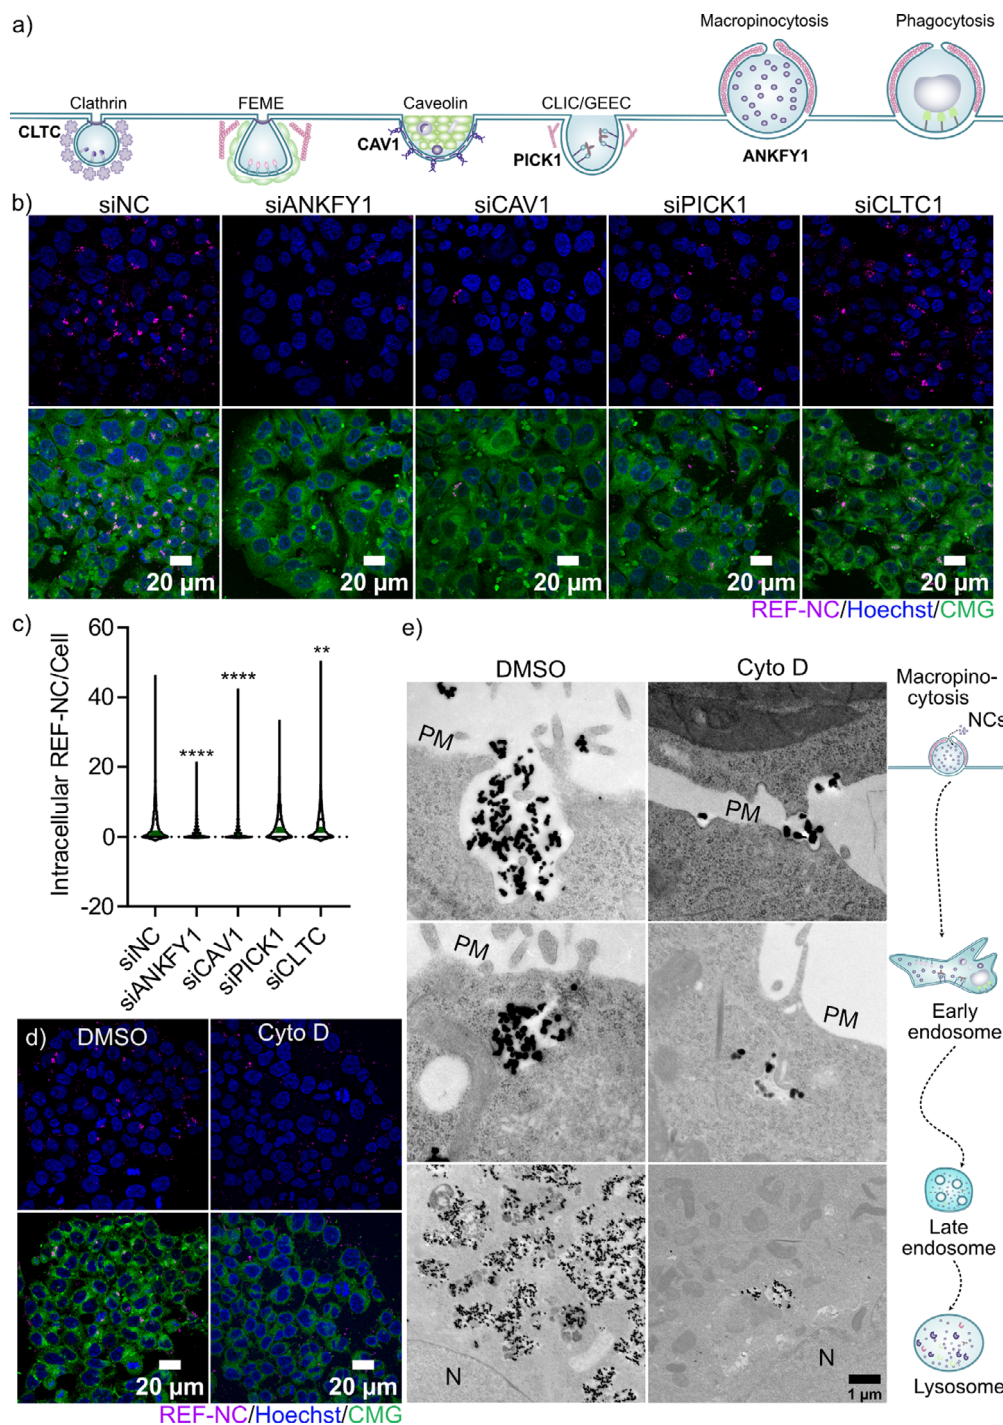 a)
Macropinocytosis
Phagocytosis
Clathrin
FEME
Caveolin
CLIC/GEEC
CLTC
CAV1
PICK1
ANKFY1
b)
siNC
siANKFY1
siCAV1
siPICK1
siCLTC1
20 µm
20 µm
20 µm
20 µm
20 µm
REF-NC/Hoechst/CMG
c)
Intracellular REF-NC/Cell
60
40
20
0
-20
****
****
**
siNC
siANKFY1
siCAV1
siPICK1
siCLTC
d)
DMSO
Cyto D
20 µm
20 µm
REF-NC/Hoechst/CMG
e)
DMSO
Cyto D
PM
PM
PM
PM
N
N
1 µm
Macropino-
cytosis
NCs
Early
endosome
Late
endosome
Lysosome